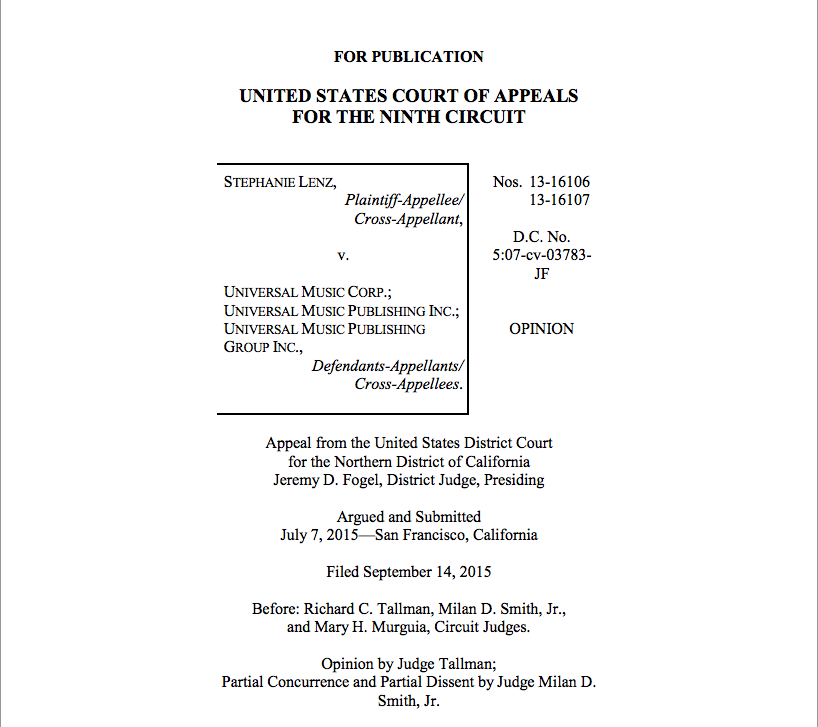 FOR PUBLICATION
UNITED STATES COURT OF APPEALS
FOR THE NINTH CIRCUIT
STEPHANIE LENZ,
Plaintiff-Appellee/
Cross-Appellant,
v.
UNIVERSAL MUSIC CORP.;
UNIVERSAL MUSIC PUBLISHING INC.;
UNIVERSAL MUSIC PUBLISHING
GROUP INC.,
Defendants-Appellants/
Cross-Appellees.
Nos. 13-16106
13-16107
D.C. No.
5:07-cv-03783-
JF
OPINION
Appeal from the United States District Court
for the Northern District of California
Jeremy D. Fogel, District Judge, Presiding
Argued and Submitted
July 7, 2015—San Francisco, California
Filed September 14, 2015
Before: Richard C. Tallman, Milan D. Smith, Jr.,
and Mary H. Murguia, Circuit Judges.
Opinion by Judge Tallman;
Partial Concurrence and Partial Dissent by Judge Milan D.
Smith, Jr.